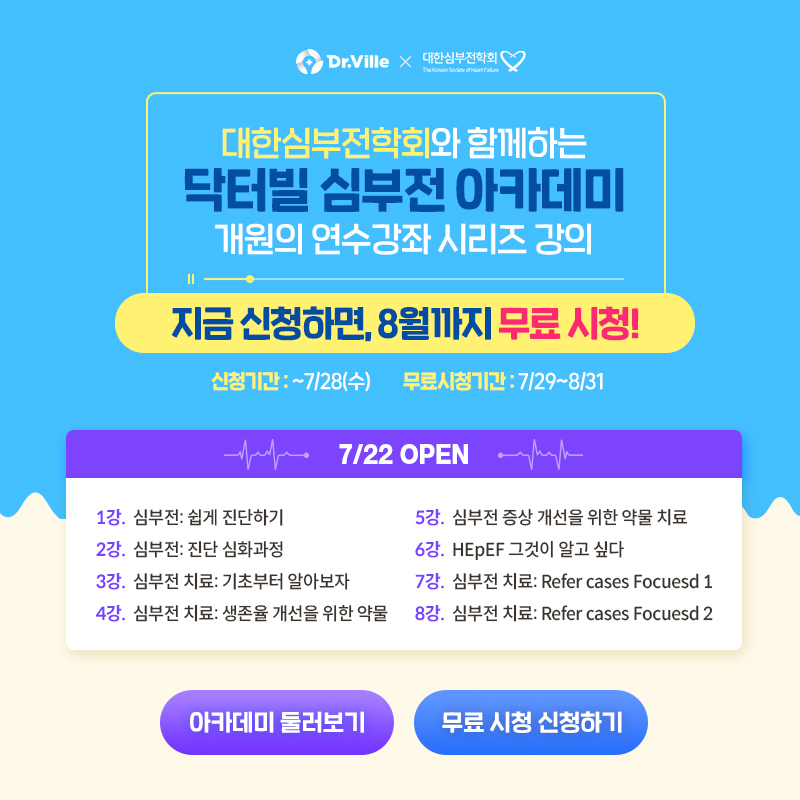 Dr.Ville × 대한심부전학회
The Korean Society of Heart Failure
대한심부전학회와 함께하는
닥터빌 심부전 아카데미
개원의 연수강좌 시리즈 강의
지금 신청하면, 8월까지 무료 시청!
신청기간 : ~7/28(수) 무료시청기간 : 7/29~8/31
7/22 OPEN
1강. 심부전: 쉽게 진단하기
2강. 심부전: 진단 심화과정
3강. 심부전 치료: 기초부터 알아보자
4강. 심부전 치료: 생존율 개선을 위한 약물
5강. 심부전 증상 개선을 위한 약물 치료
6강. HEpEF 그것이 알고 싶다
7강. 심부전 치료: Refer cases Focuesd 1
8강. 심부전 치료: Refer cases Focuesd 2
아카데미 둘러보기
무료 시청 신청하기